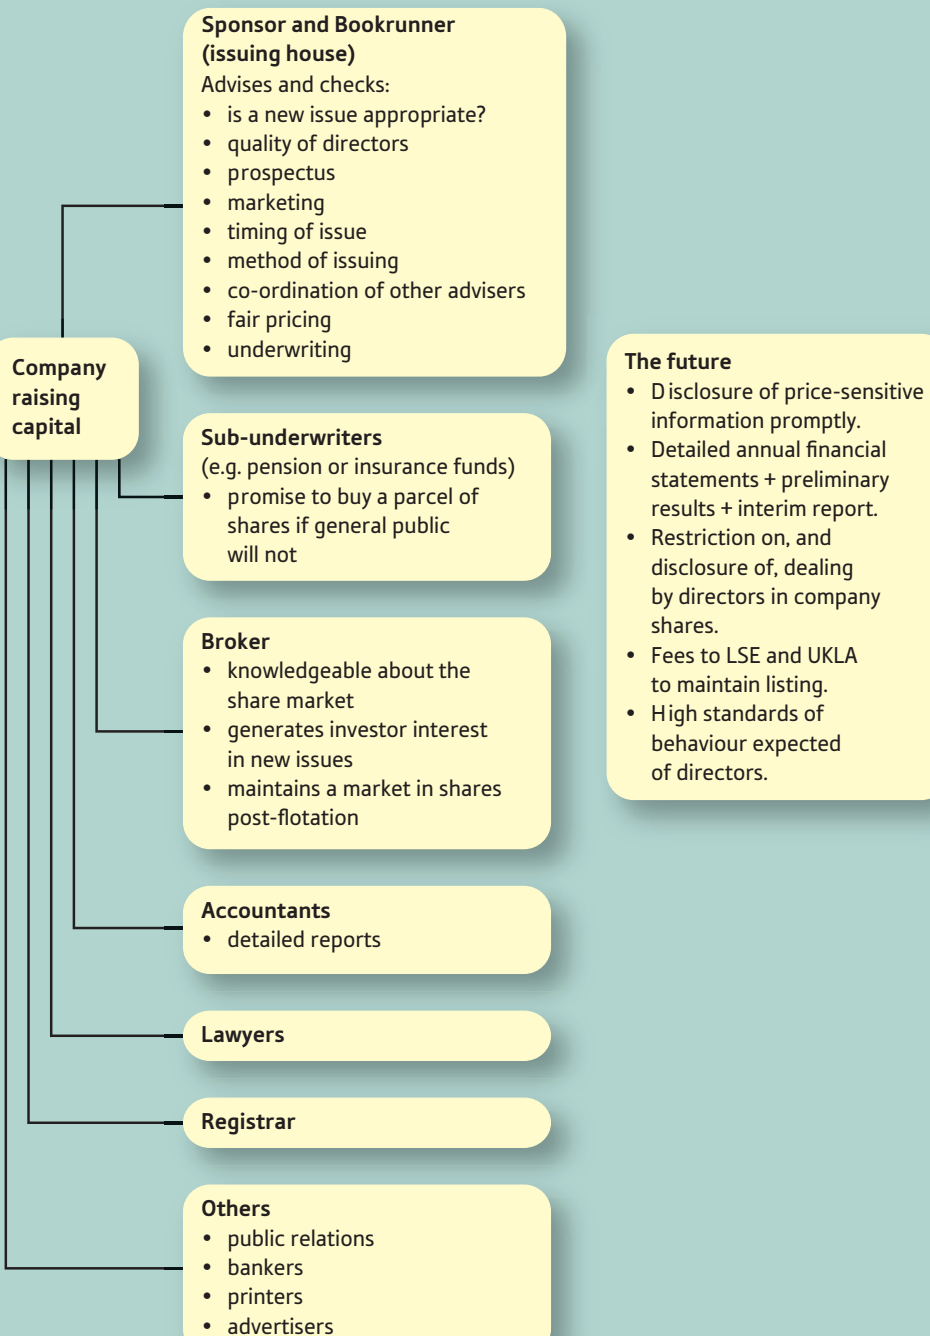 Sponsor and Bookrunner
(issuing house)
Advises and checks:
• is a new issue appropriate?
• quality of directors
• prospectus
• marketing
• timing of issue
• method of issuing
• co-ordination of other advisers
• fair pricing
• underwriting
Company
raising
capital
Sub-underwriters
(e.g. pension or insurance funds)
• promise to buy a parcel of
shares if general public
will not
Broker
• knowledgeable about the
share market
• generates investor interest
in new issues
• maintains a market in shares
post-flotation
Accountants
• detailed reports
Lawyers
Registrar
Others
• public relations
• bankers
• printers
• advertisers
The future
• Disclosure of price-sensitive
information promptly.
• Detailed annual financial
statements + preliminary
results + interim report.
• Restriction on, and
disclosure of, dealing
by directors in company
shares.
• Fees to LSE and UKLA
to maintain listing.
• High standards of
behaviour expected
of directors.